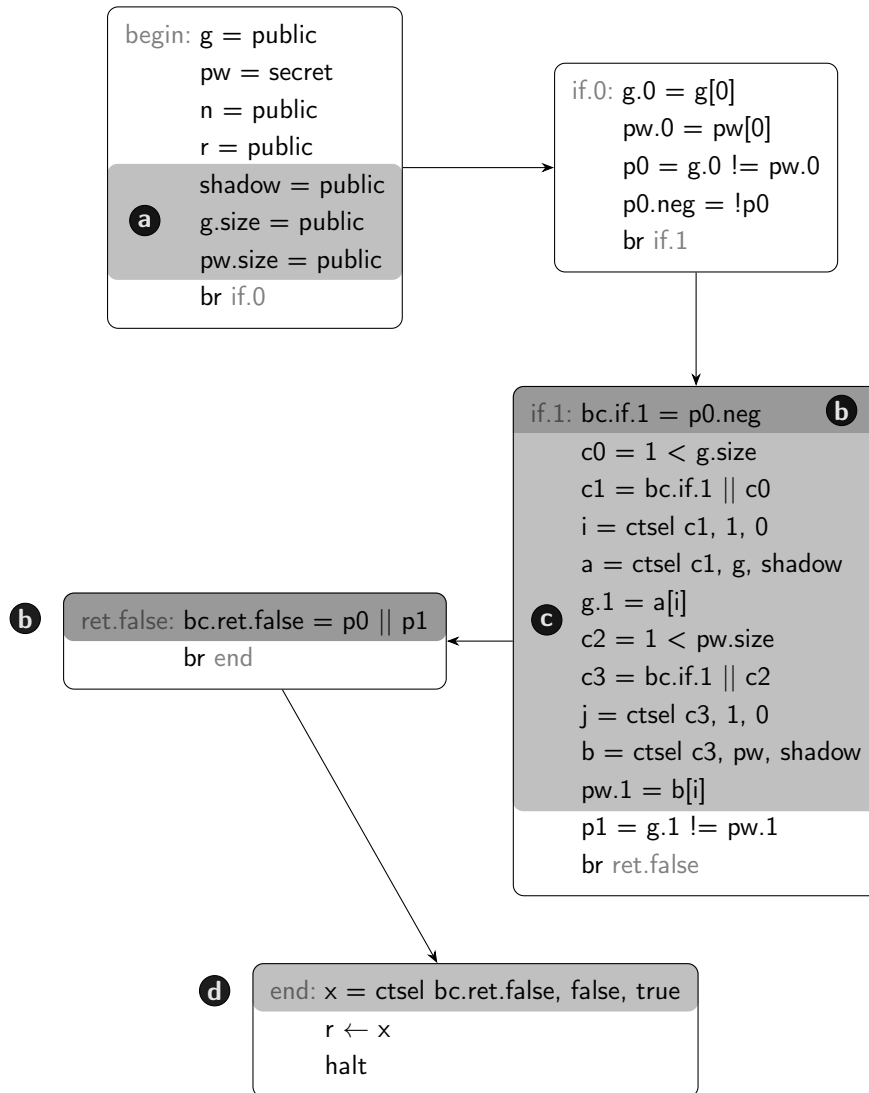 begin: g = public
pw = secret
n = public
r = public
shadow = public
a
g.size = public
pw.size = public
br if.0
if.0: g.0 = g[0]
pw.0 = pw[0]
p0 = g.0 != pw.0
p0.neg = !p0
br if.1
if.1: bc.if.1 = p0.neg
b
c0 = 1 < g.size
c1 = bc.if.1 || c0
i = ctsel c1, 1, 0
a = ctsel c1, g, shadow
g.1 = a[i]
c
c2 = 1 < pw.size
c3 = bc.if.1 || c2
j = ctsel c3, 1, 0
b = ctsel c3, pw, shadow
pw.1 = b[i]
p1 = g.1 != pw.1
br ret.false
b
ret.false: bc.ret.false = p0 || p1
br end
d
end: x = ctsel bc.ret.false, false, true
r ← x
halt